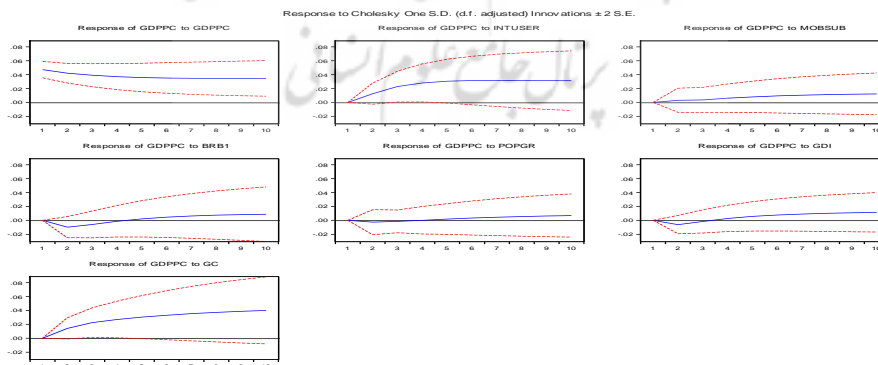 Response to Cholesky One S.D. (d.f. adjusted) Innovations ± 2 S.E.
Response of GDPPC to GDPPC
Response of GDPPC to INTUSER
Response of GDPPC to MOBSUB
.08 .08 .08
.06 .06 .06
.04 .04 .04
.02 .02 .02
.00 .00 .00
-.02 -.02 -.02
1 2 3 4 5 6 7 8 9 10 1 2 3 4 5 6 7 8 9 10 1 2 3 4 5 6 7 8 9 10
پرتال جامع علوم انسانی
Response of GDPPC to BRB1
Response of GDPPC to POPGR
Response of GDPPC to GDI
.08 .08 .08
.06 .06 .06
.04 .04 .04
.02 .02 .02
.00 .00 .00
-.02 -.02 -.02
1 2 3 4 5 6 7 8 9 10 1 2 3 4 5 6 7 8 9 10 1 2 3 4 5 6 7 8 9 10
Response of GDPPC to GC
.08
.06
.04
.02
.00
-.02